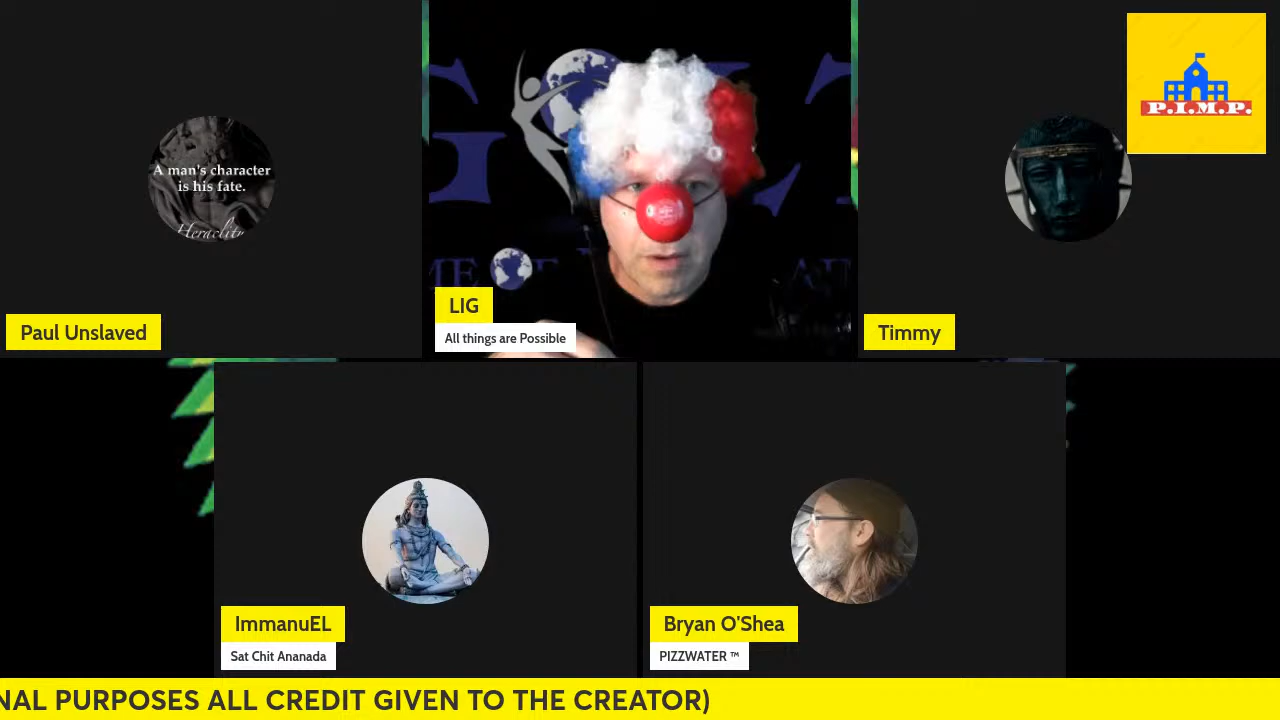 A man's character
is his fate.
Paul Unslaved
LIG
All things are Possible
Timmy
P.I.M.P.
ImmanuEL
Sat Chit Ananada
Bryan O'Shea
PIZZWATER ™
NAL PURPOSES ALL CREDIT GIVEN TO THE CREATOR)